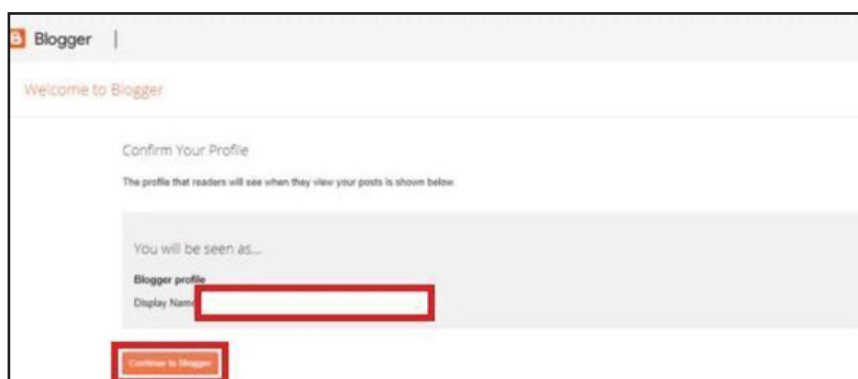 Blogger
Welcome to Blogger
Confirm Your Profile
The profile that readers will see when they view your posts is shown below.
You will be seen as...
Blogger profile
Display Name
Continue to Blogger